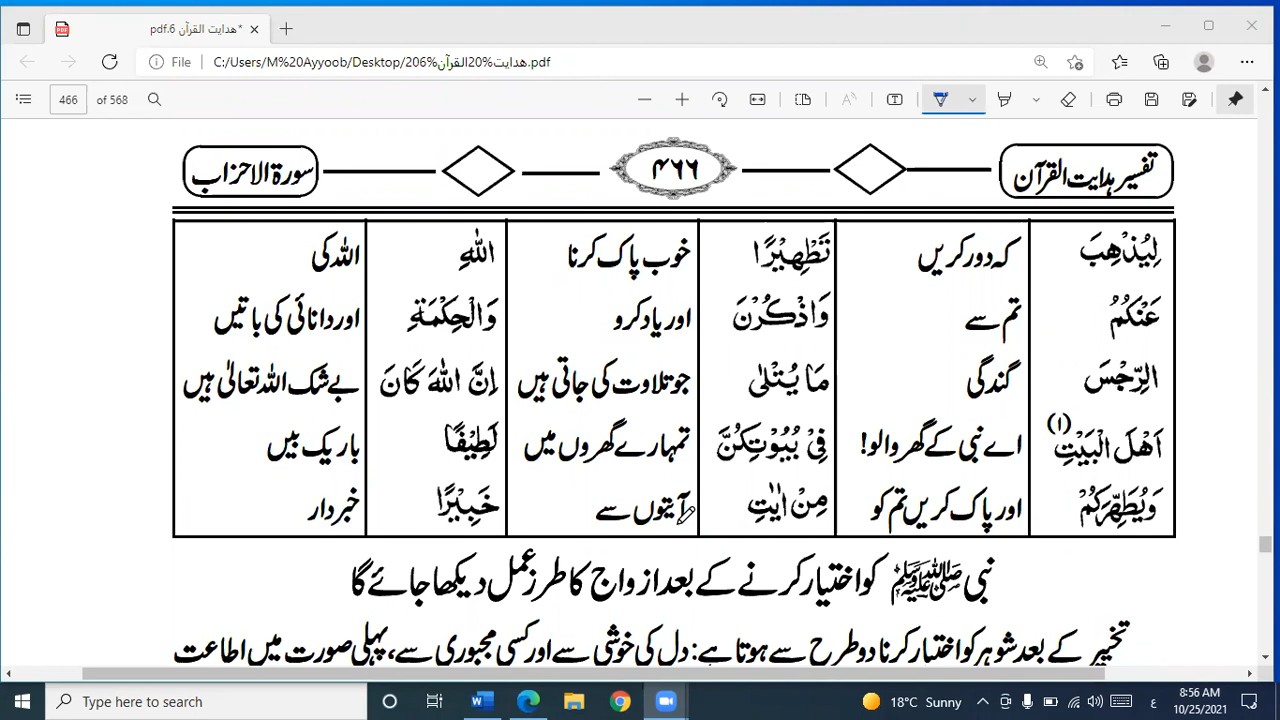 هدایت القرآن 6.pdf*
File
C:/Users/M%20Ayyoob/Desktop/206%هدایت%20القرآن.pdf
466 of 568
تفسیر ہدایت القرآن
۴۶۶
سورۃ الاحزاب
لِيُذْهِبَ کہ دور کریں تَطْهِيْرًا خوب پاک کرنا اللّٰهِ اللہ کی
عَنْكُمُ تم سے وَاذْكُرْنَ اور یاد کرو وَالْحِكْمَةِ اور دانائی کی باتیں
الرِّجْسَ گندگی مَا يُتْلٰى جو تلاوت کی جاتی ہیں اِنَّ اللّٰهَ كَانَ بے شک اللہ تعالیٰ ہیں
اَهْلَ الْبَيْتِ(۱) اے نبی کے گھر والو! فِيْ بُيُوْتِكُنَّ تمہارے گھروں میں لَطِيْفًا باریک بیں
وَيُطَهِّرَكُمْ اور پاک کریں تم کو مِنْ اٰيٰتِ آیتوں سے خَبِيْرًا خبردار
نبی ﷺ کو اختیار کرنے کے بعد ازواج کا طرزِ عمل دیکھا جائے گا
تخییر کے بعد شوہر کو اختیار کرنا دو طرح سے ہوتا ہے: دل کی خوشی سے اور کسی مجبوری سے، پہلی صورت میں اطاعت
Type here to search
18°C Sunny
ع
8:56 AM
10/25/2021